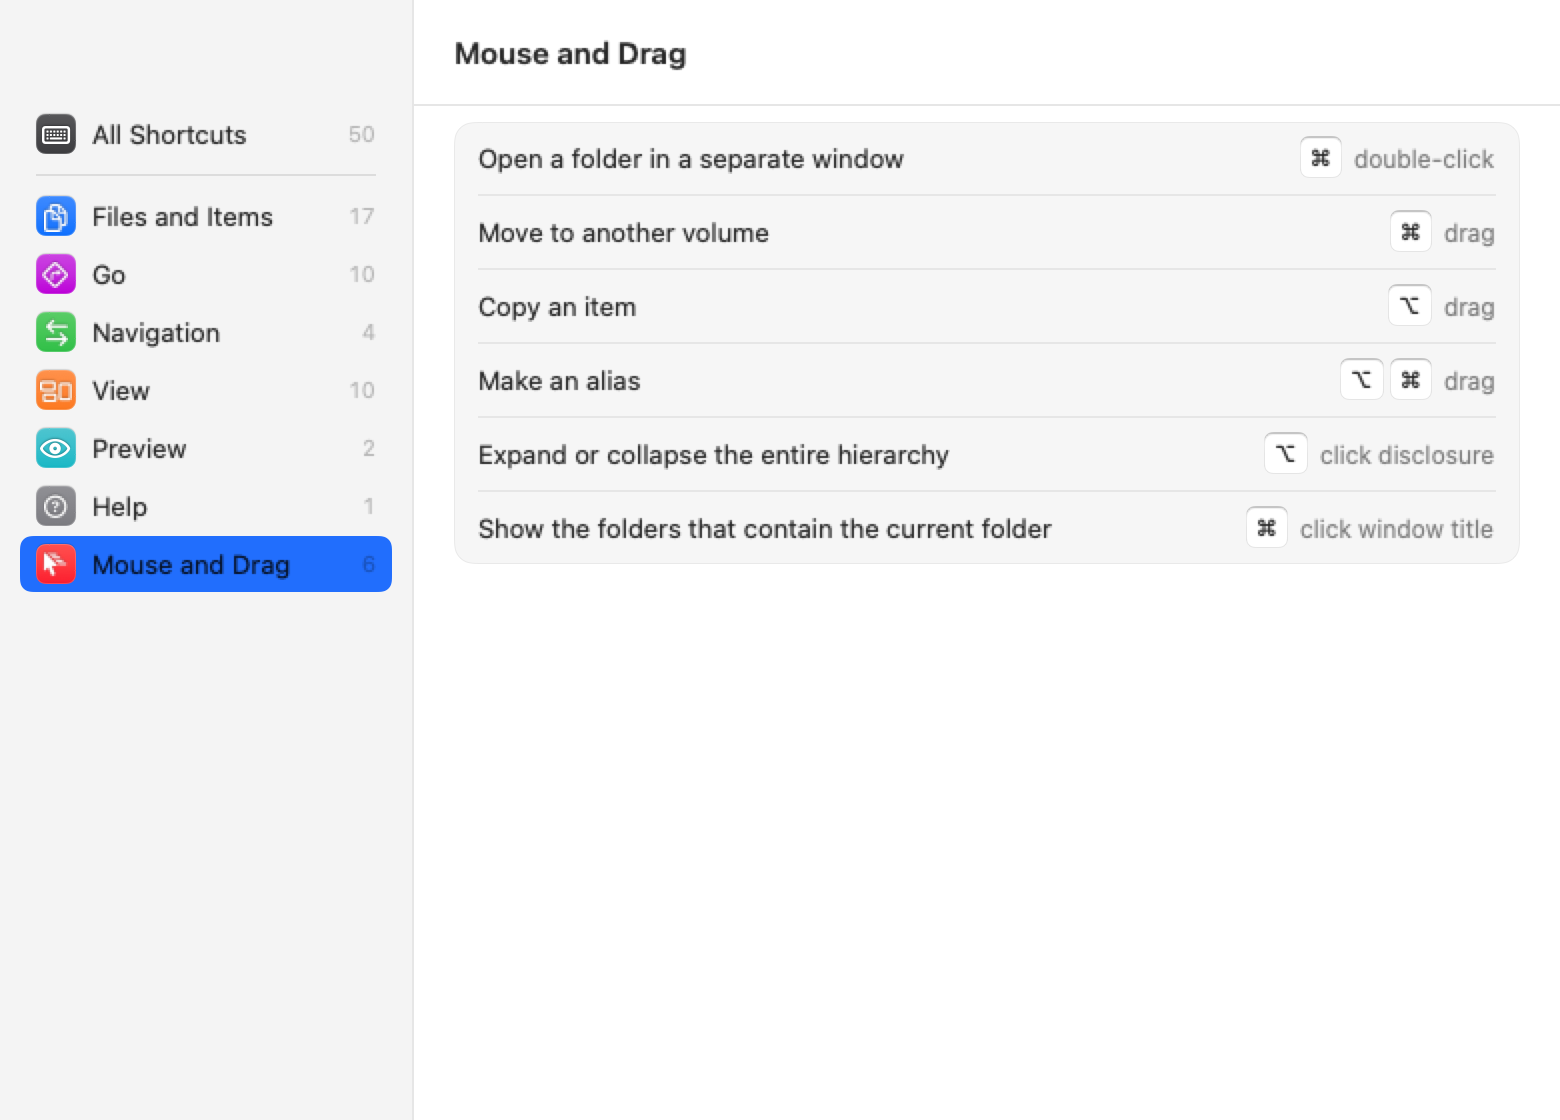 All Shortcuts 50
Files and Items 17
Go 10
Navigation 4
View 10
Preview 2
Help 1
Mouse and Drag 6
Mouse and Drag
Open a folder in a separate window ⌘ double-click
Move to another volume ⌘ drag
Copy an item ⌥ drag
Make an alias ⌥ ⌘ drag
Expand or collapse the entire hierarchy ⌥ click disclosure
Show the folders that contain the current folder ⌘ click window title